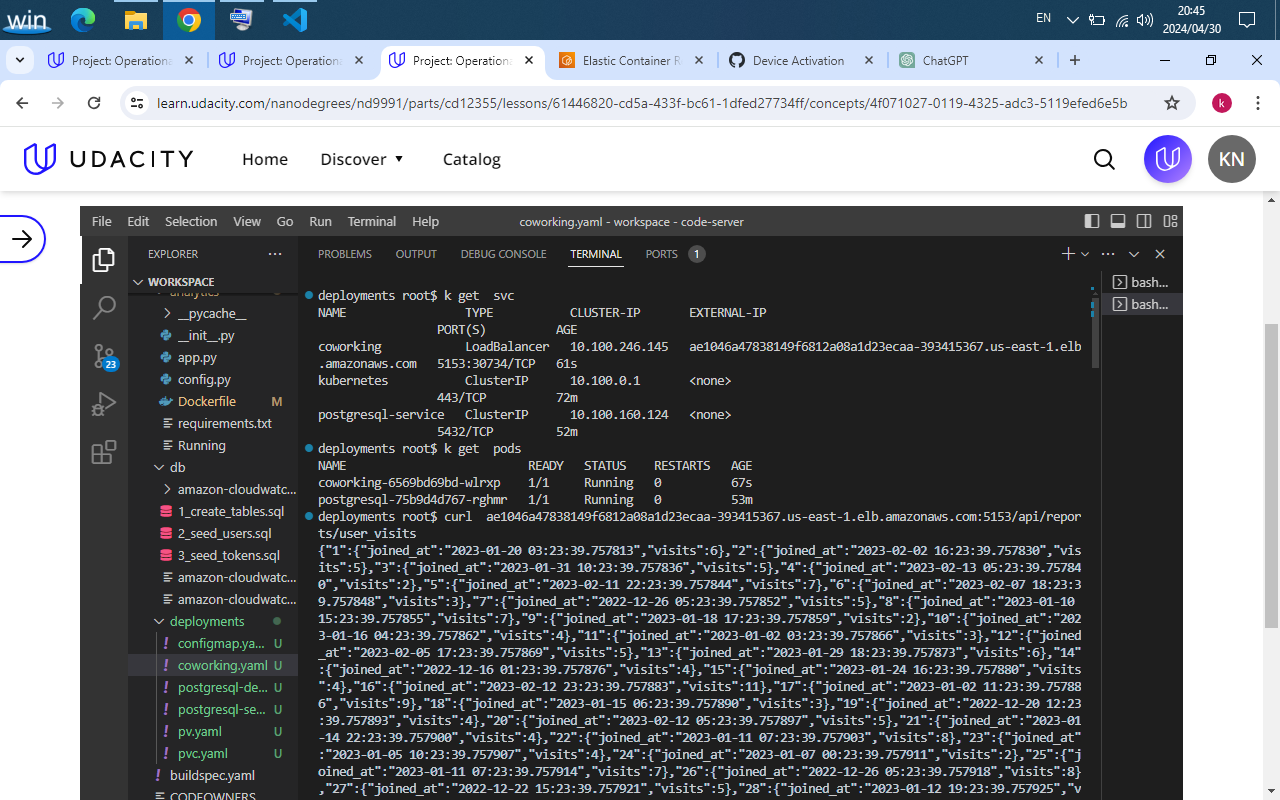 win
EN
20:45
2024/04/30
Project: Operationa
Project: Operationa
Project: Operationa
Elastic Container R
Device Activation
ChatGPT
learn.udacity.com/nanodegrees/nd9991/parts/cd12355/lessons/61446820-cd5a-433f-bc61-1dfed27734ff/concepts/4f071027-0119-4325-adc3-5119efed6e5b
k
UDACITY
Home
Discover
Catalog
KN
File Edit Selection View Go Run Terminal Help
coworking.yaml - workspace - code-server
EXPLORER
WORKSPACE
analytics
__pycache__
__init__.py
app.py
config.py
Dockerfile M
requirements.txt
Running
db
amazon-cloudwatc...
1_create_tables.sql
2_seed_users.sql
3_seed_tokens.sql
amazon-cloudwatc...
amazon-cloudwatc...
deployments
configmap.ya... U
coworking.yaml U
postgresql-de... U
postgresql-se... U
pv.yaml U
pvc.yaml U
buildspec.yaml
CODEOWNERS
23
PROBLEMS OUTPUT DEBUG CONSOLE TERMINAL PORTS 1
bash...
bash...
deployments root$ k get  svc
NAME TYPE CLUSTER-IP EXTERNAL-IP
PORT(S) AGE
coworking LoadBalancer 10.100.246.145 ae1046a47838149f6812a08a1d23ecaa-393415367.us-east-1.elb
.amazonaws.com 5153:30734/TCP 61s
kubernetes ClusterIP 10.100.0.1 <none>
443/TCP 72m
postgresql-service ClusterIP 10.100.160.124 <none>
5432/TCP 52m
deployments root$ k get  pods
NAME READY STATUS RESTARTS AGE
coworking-6569bd69bd-wlrxp 1/1 Running 0 67s
postgresql-75b9d4d767-rghmr 1/1 Running 0 53m
deployments root$ curl  ae1046a47838149f6812a08a1d23ecaa-393415367.us-east-1.elb.amazonaws.com:5153/api/repor
ts/user_visits
{"1":{"joined_at":"2023-01-20 03:23:39.757813","visits":6},"2":{"joined_at":"2023-02-02 16:23:39.757830","vis
its":5},"3":{"joined_at":"2023-01-31 10:23:39.757836","visits":5},"4":{"joined_at":"2023-02-13 05:23:39.75784
0","visits":2},"5":{"joined_at":"2023-02-11 22:23:39.757844","visits":7},"6":{"joined_at":"2023-02-07 18:23:3
9.757848","visits":3},"7":{"joined_at":"2022-12-26 05:23:39.757852","visits":5},"8":{"joined_at":"2023-01-10
15:23:39.757855","visits":7},"9":{"joined_at":"2023-01-18 17:23:39.757859","visits":2},"10":{"joined_at":"202
3-01-16 04:23:39.757862","visits":4},"11":{"joined_at":"2023-01-02 03:23:39.757866","visits":3},"12":{"joined
_at":"2023-02-05 17:23:39.757869","visits":5},"13":{"joined_at":"2023-01-29 18:23:39.757873","visits":6},"14"
:{"joined_at":"2022-12-16 01:23:39.757876","visits":4},"15":{"joined_at":"2023-01-24 16:23:39.757880","visits
":4},"16":{"joined_at":"2023-02-12 23:23:39.757883","visits":11},"17":{"joined_at":"2023-01-02 11:23:39.75788
6","visits":9},"18":{"joined_at":"2023-01-15 06:23:39.757890","visits":3},"19":{"joined_at":"2022-12-20 12:23
:39.757893","visits":4},"20":{"joined_at":"2023-02-12 05:23:39.757897","visits":5},"21":{"joined_at":"2023-01
-14 22:23:39.757900","visits":4},"22":{"joined_at":"2023-01-11 07:23:39.757903","visits":8},"23":{"joined_at"
:"2023-01-05 10:23:39.757907","visits":4},"24":{"joined_at":"2023-01-07 00:23:39.757911","visits":2},"25":{"j
oined_at":"2023-01-11 07:23:39.757914","visits":7},"26":{"joined_at":"2022-12-26 05:23:39.757918","visits":8}
,"27":{"joined_at":"2022-12-22 15:23:39.757921","visits":5},"28":{"joined_at":"2023-01-12 19:23:39.757925","v